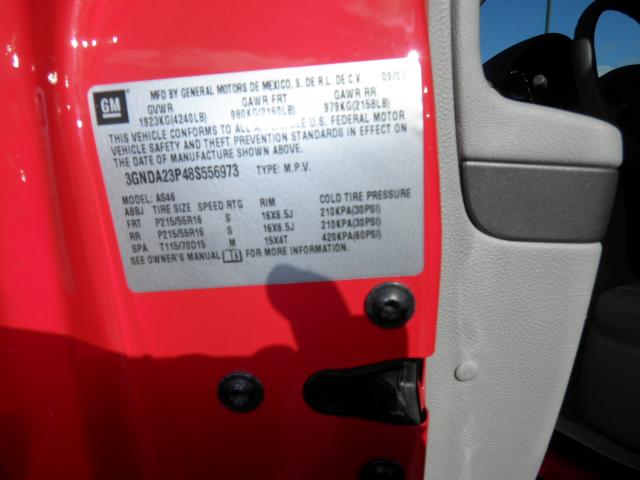 GM
MFD BY GENERAL MOTORS DE MEXICO, S. DE R.L. DE C.V. 09/07
GVWR GAWR FRT GAWR RR
1923KG(4240LB) 980KG(2160LB) 979KG(2158LB)
THIS VEHICLE CONFORMS TO ALL APPLICABLE U.S. FEDERAL MOTOR
VEHICLE SAFETY AND THEFT PREVENTION STANDARDS IN EFFECT ON
THE DATE OF MANUFACTURE SHOWN ABOVE.
3GNDA23P48S556973 TYPE: M.P.V.
MODEL: AS46
ABBJ TIRE SIZE SPEED RTG RIM COLD TIRE PRESSURE
FRT P215/55R16 S 16X6.5J 210KPA(30PSI)
RR P215/55R16 S 16X6.5J 210KPA(30PSI)
SPA T115/70D15 M 15X4T 420KPA(60PSI)
SEE OWNER'S MANUAL FOR MORE INFORMATION.